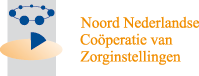 Noord Nederlandse
Coöperatie van
Zorginstellingen